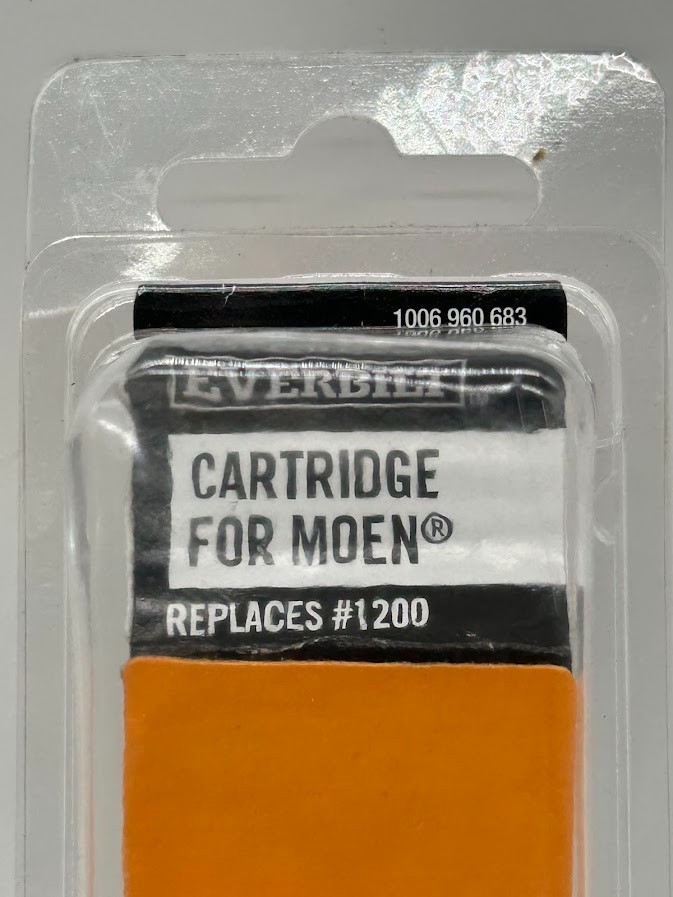 1006 960 683
EVERBILT
CARTRIDGE
FOR MOEN®
REPLACES #1200